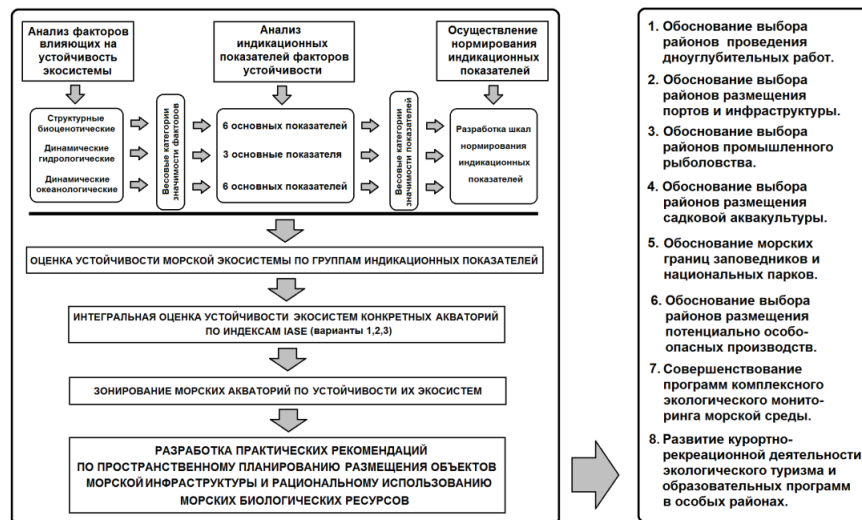 Анализ факторов
влияющих на
устойчивость
экосистемы
Анализ
индикационных
показателей факторов
устойчивости
Осуществление
нормирования
индикационных
показателей
Структурные
биоценотические
Динамические
гидрологические
Динамические
океанологические
Весовые категории
значимости факторов
6 основных показателей
3 основные показателя
6 основных показателей
Весовые категории
значимости показателей
Разработка шкал
нормирования
индикационных
показателей
ОЦЕНКА УСТОЙЧИВОСТИ МОРСКОЙ ЭКОСИСТЕМЫ ПО ГРУППАМ ИНДИКАЦИОННЫХ ПОКАЗАТЕЛЕЙ
ИНТЕГРАЛЬНАЯ ОЦЕНКА УСТОЙЧИВОСТИ ЭКОСИСТЕМ КОНКРЕТНЫХ АКВАТОРИЙ
ПО ИНДЕКСАМ IASE (варианты 1,2,3)
ЗОНИРОВАНИЕ МОРСКИХ АКВАТОРИЙ ПО УСТОЙЧИВОСТИ ИХ ЭКОСИСТЕМ
РАЗРАБОТКА ПРАКТИЧЕСКИХ РЕКОМЕНДАЦИЙ
ПО ПРОСТРАНСТВЕННОМУ ПЛАНИРОВАНИЮ РАЗМЕЩЕНИЯ ОБЪЕКТОВ
МОРСКОЙ ИНФРАСТРУКТУРЫ И РАЦИОНАЛЬНОМУ ИСПОЛЬЗОВАНИЮ
МОРСКИХ БИОЛОГИЧЕСКИХ РЕСУРСОВ
1. Обоснование выбора
районов проведения
дноуглубительных работ.
2. Обоснование выбора
районов размещения
портов и инфраструктуры.
3. Обоснование выбора
районов промышленного
рыболовства.
4. Обоснование выбора
районов размещения
садковой аквакультуры.
5. Обоснование морских
границ заповедников и
национальных парков.
6. Обоснование выбора
районов размещения
потенциально особо-
опасных производств.
7. Совершенствование
программ комплексного
экологического монито-
ринга морской среды.
8. Развитие курортно-
рекреационной деятельности
экологического туризма и
образовательных программ
в особых районах.